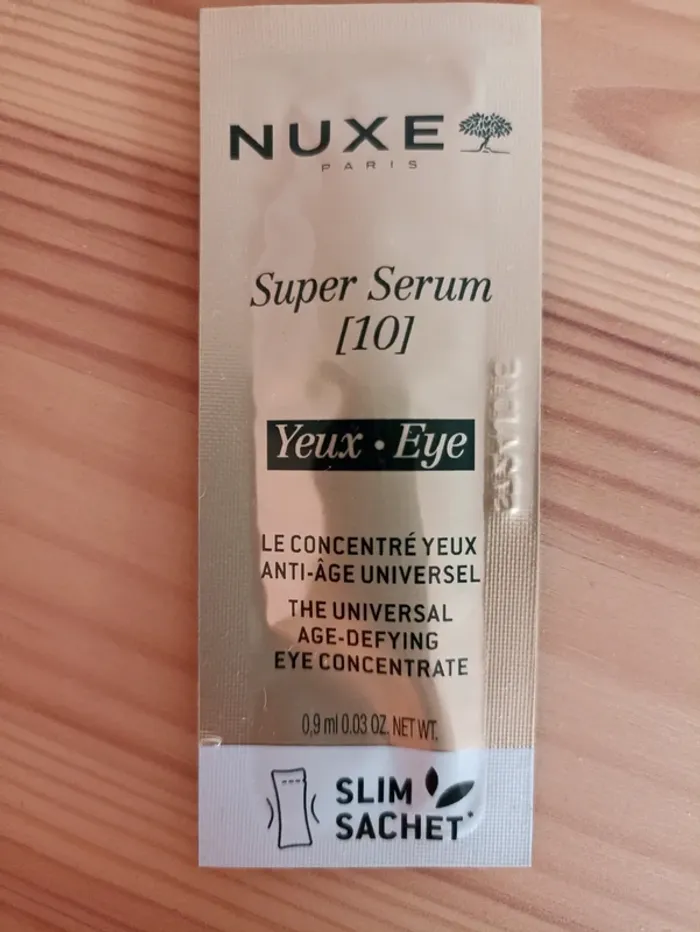 NUXE
PARIS
Super Serum
[10]
Yeux • Eye
LE CONCENTRÉ YEUX
ANTI-ÂGE UNIVERSEL
THE UNIVERSAL
AGE-DEFYING
EYE CONCENTRATE
0,9 ml 0.03 OZ. NET WT.
SLIM
SACHET*